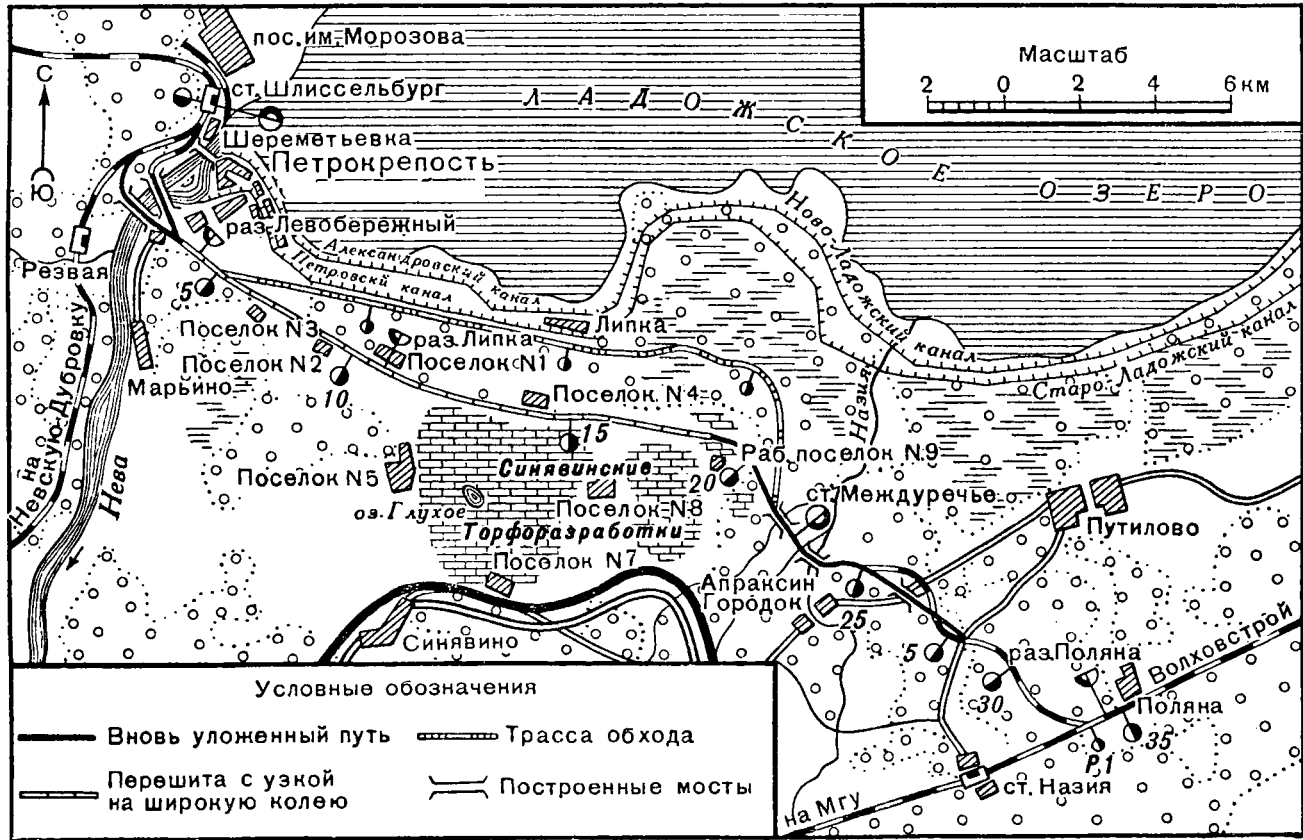 пос. им. Морозова
Масштаб
2 0 2 4 6 км
С
Ю
ст. Шлиссельбург
ЛАДОЖСКОЕ ОЗЕРО
Шереметьевка
Петрокрепость
раз. Левобережный
Александровский канал
Петровскй канал
Ново-Ладожский канал
Старо-Ладожский канал
Резвая
5
Поселок N3
раз. Липка
Липка
Поселок N2
Поселок N1
Марьино
10
Поселок N4
Назия
на Невскую Дубровку
Нева
15
Раб. поселок N9
Синявинские
20
Поселок N5
Поселок N8
ст. Междуречье
оз. Глухое
Торфоразработки
Путилово
Поселок N7
Апраксин
Городок
25
Синявино
5
раз. Поляна
Волховстрой
30
Поляна
35
Р.1
ст. Назия
на Мгу
Условные обозначения
Вновь уложенный путь
Трасса обхода
Перешита с узкой
на широкую колею
Построенные мосты